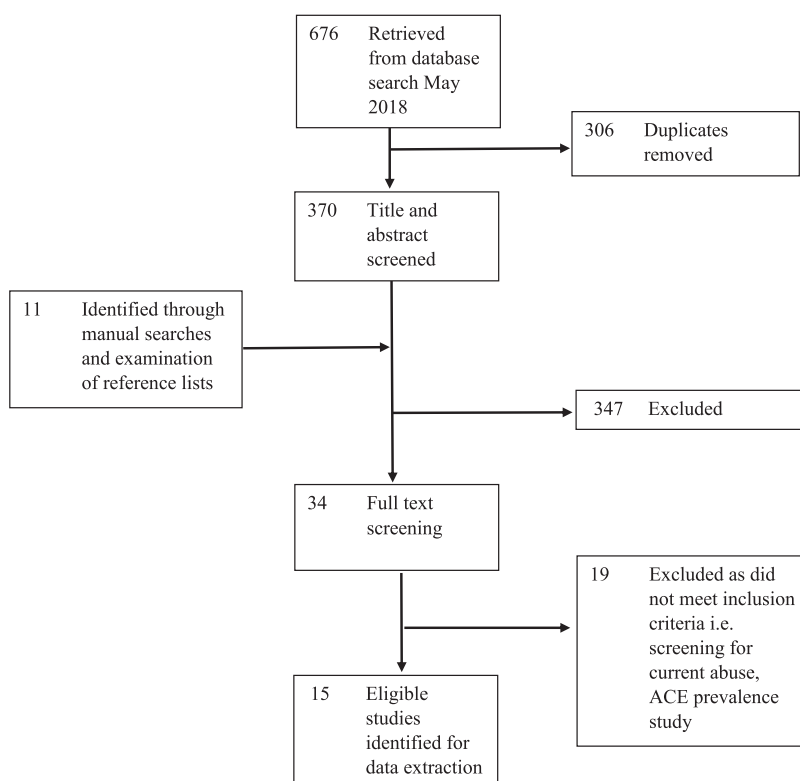 676 Retrieved
from database
search May
2018
306 Duplicates
removed
370 Title and
abstract
screened
11 Identified through
manual searches
and examination
of reference lists
347 Excluded
34 Full text
screening
19 Excluded as did
not meet inclusion
criteria i.e.
screening for
current abuse,
ACE prevalence
study
15 Eligible
studies
identified for
data extraction